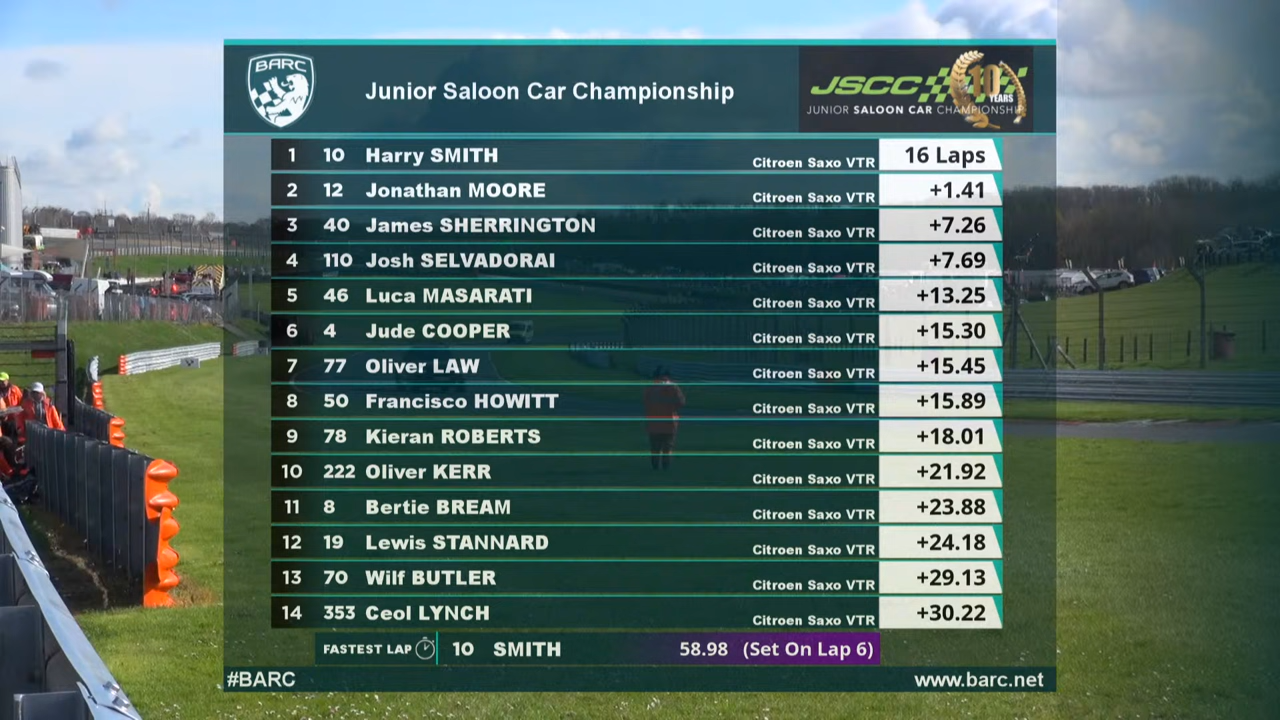 BARC
Junior Saloon Car Championship
JSCC 10 YEARS
JUNIOR SALOON CAR CHAMPIONSHIP
1 10 Harry SMITH Citroen Saxo VTR 16 Laps
2 12 Jonathan MOORE Citroen Saxo VTR +1.41
3 40 James SHERRINGTON Citroen Saxo VTR +7.26
4 110 Josh SELVADORAI Citroen Saxo VTR +7.69
5 46 Luca MASARATI Citroen Saxo VTR +13.25
6 4 Jude COOPER Citroen Saxo VTR +15.30
7 77 Oliver LAW Citroen Saxo VTR +15.45
8 50 Francisco HOWITT Citroen Saxo VTR +15.89
9 78 Kieran ROBERTS Citroen Saxo VTR +18.01
10 222 Oliver KERR Citroen Saxo VTR +21.92
11 8 Bertie BREAM Citroen Saxo VTR +23.88
12 19 Lewis STANNARD Citroen Saxo VTR +24.18
13 70 Wilf BUTLER Citroen Saxo VTR +29.13
14 353 Ceol LYNCH Citroen Saxo VTR +30.22
FASTEST LAP 10 SMITH 58.98 (Set On Lap 6)
#BARC www.barc.net